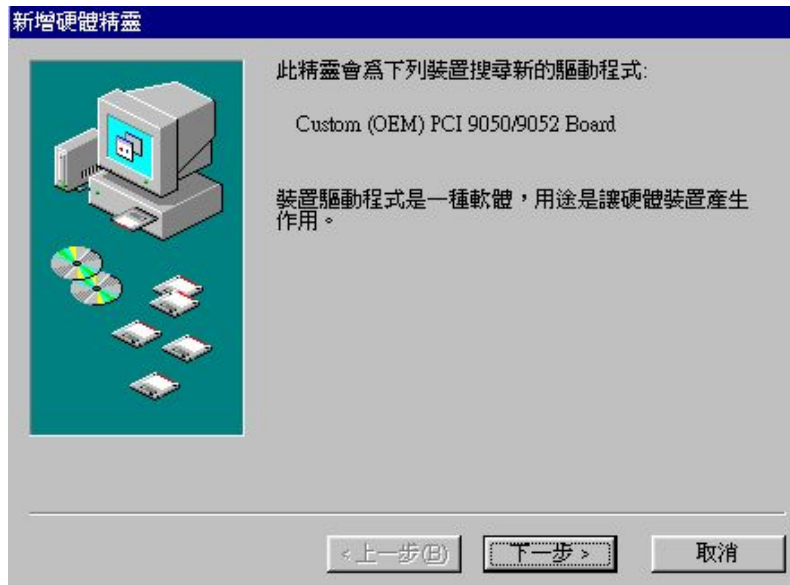 新增硬體精靈
此精靈會為下列裝置搜尋新的驅動程式:
Custom (OEM) PCI 9050/9052 Board
裝置驅動程式是一種軟體，用途是讓硬體裝置產生
作用。
<上一步(B)
下一步 >
取消